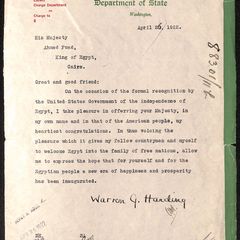 Charge Department
Department of State
Washington.
April 26, 1922.
883.01/12
His Majesty
Ahmed Fuad,
King of Egypt,
Cairo.
Great and good friend:
On the occasion of the formal recognition by
the United States Government of the independence of
Egypt, I take pleasure in offering your Majesty, in
my own name and in that of the American people, my
heartiest congratulations. In thus voicing the
pleasure which it gives my fellow countrymen and myself
to welcome Egypt into the family of free nations, allow
me to express the hope that for yourself and for the
Egyptian people a new era of happiness and prosperity
has been inaugurated.
Warren G. Harding